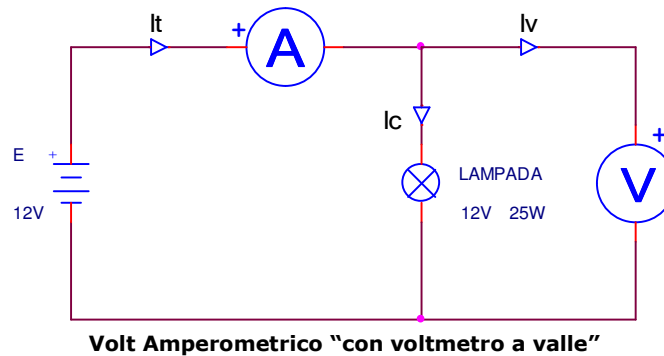 It
+
A
Iv
Ic
E
+
12V
LAMPADA
12V 25W
+
V
Volt Amperometrico “con voltmetro a valle”